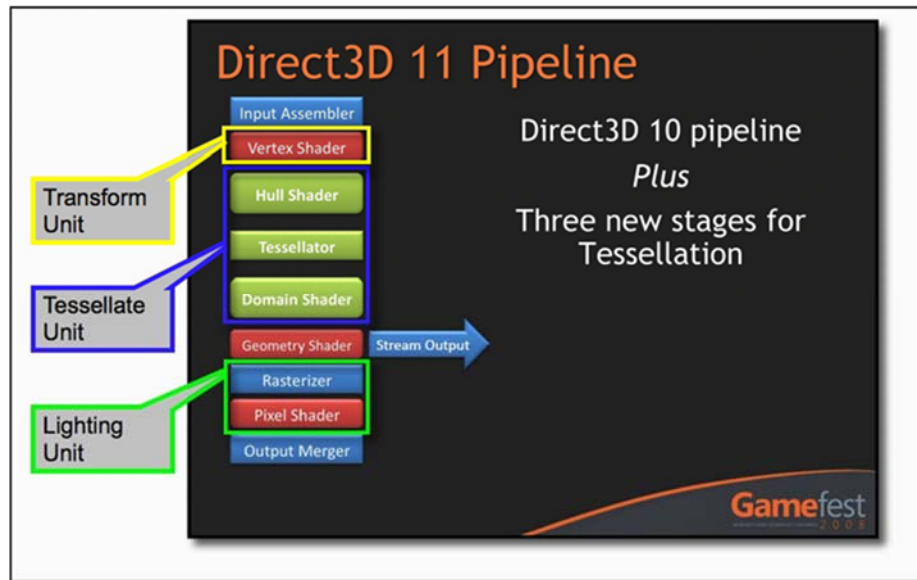 Direct3D 11 Pipeline
Input Assembler
Vertex Shader
Hull Shader
Tessellator
Domain Shader
Geometry Shader
Stream Output
Rasterizer
Pixel Shader
Output Merger
Direct3D 10 pipeline
Plus
Three new stages for
Tessellation
Transform
Unit
Tessellate
Unit
Lighting
Unit
Gamefest
2008